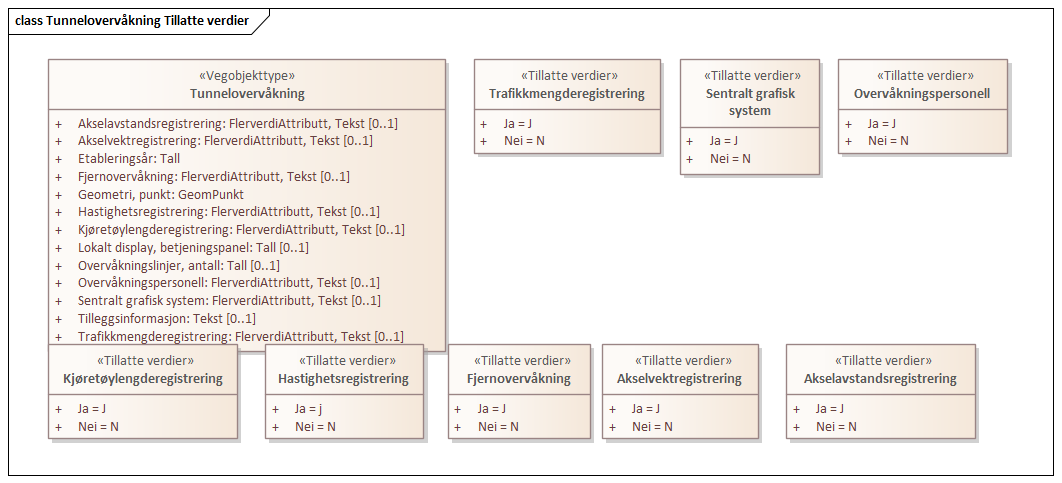 class Tunnelovervåkning Tillatte verdier
«Vegobjekttype»
Tunnelovervåkning
+ Akselavstandsregistrering: FlerverdiAttributt, Tekst [0..1]
+ Akselvektregistrering: FlerverdiAttributt, Tekst [0..1]
+ Etableringsår: Tall
+ Fjernovervåkning: FlerverdiAttributt, Tekst [0..1]
+ Geometri, punkt: GeomPunkt
+ Hastighetsregistrering: FlerverdiAttributt, Tekst [0..1]
+ Kjøretøylengderegistrering: FlerverdiAttributt, Tekst [0..1]
+ Lokalt display, betjeningspanel: Tall [0..1]
+ Overvåkningslinjer, antall: Tall [0..1]
+ Overvåkningspersonell: FlerverdiAttributt, Tekst [0..1]
+ Sentralt grafisk system: FlerverdiAttributt, Tekst [0..1]
+ Tilleggsinformasjon: Tekst [0..1]
+ Trafikkmengderegistrering: FlerverdiAttributt, Tekst [0..1]
«Tillatte verdier»
Trafikkmengderegistrering
+ Ja = J
+ Nei = N
«Tillatte verdier»
Sentralt grafisk
system
+ Ja = J
+ Nei = N
«Tillatte verdier»
Overvåkningspersonell
+ Ja = J
+ Nei = N
«Tillatte verdier»
Kjøretøylengderegistrering
+ Ja = J
+ Nei = N
«Tillatte verdier»
Hastighetsregistrering
+ Ja = j
+ Nei = N
«Tillatte verdier»
Fjernovervåkning
+ Ja = J
+ Nei = N
«Tillatte verdier»
Akselvektregistrering
+ Ja = J
+ Nei = N
«Tillatte verdier»
Akselavstandsregistrering
+ Ja = J
+ Nei = N